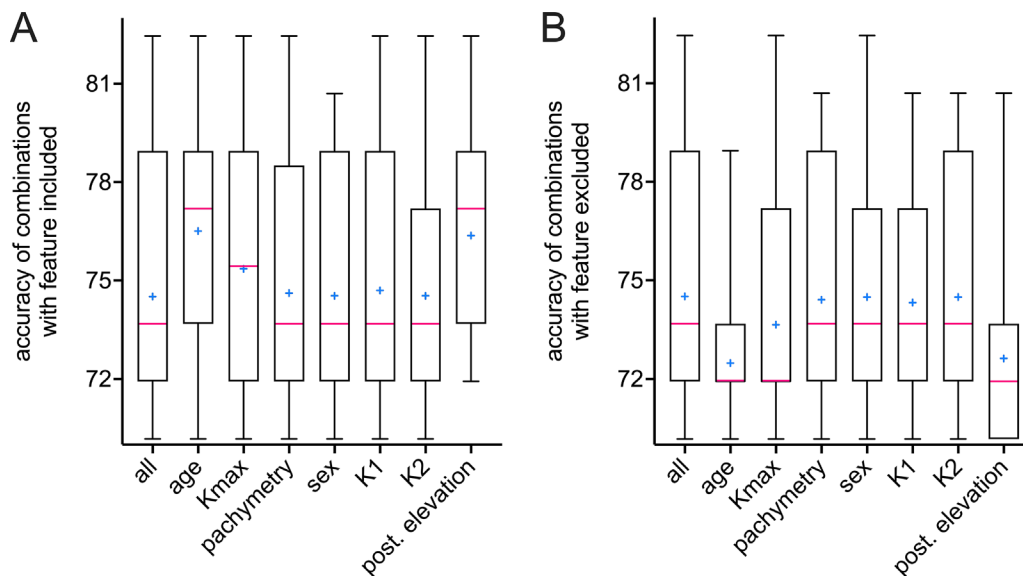 A
accuracy of combinations
with feature included
81
78
75
72
all
age
Kmax
pachymetry
sex
K1
K2
post. elevation
B
accuracy of combinations
with feature excluded
81
78
75
72
all
age
Kmax
pachymetry
sex
K1
K2
post. elevation